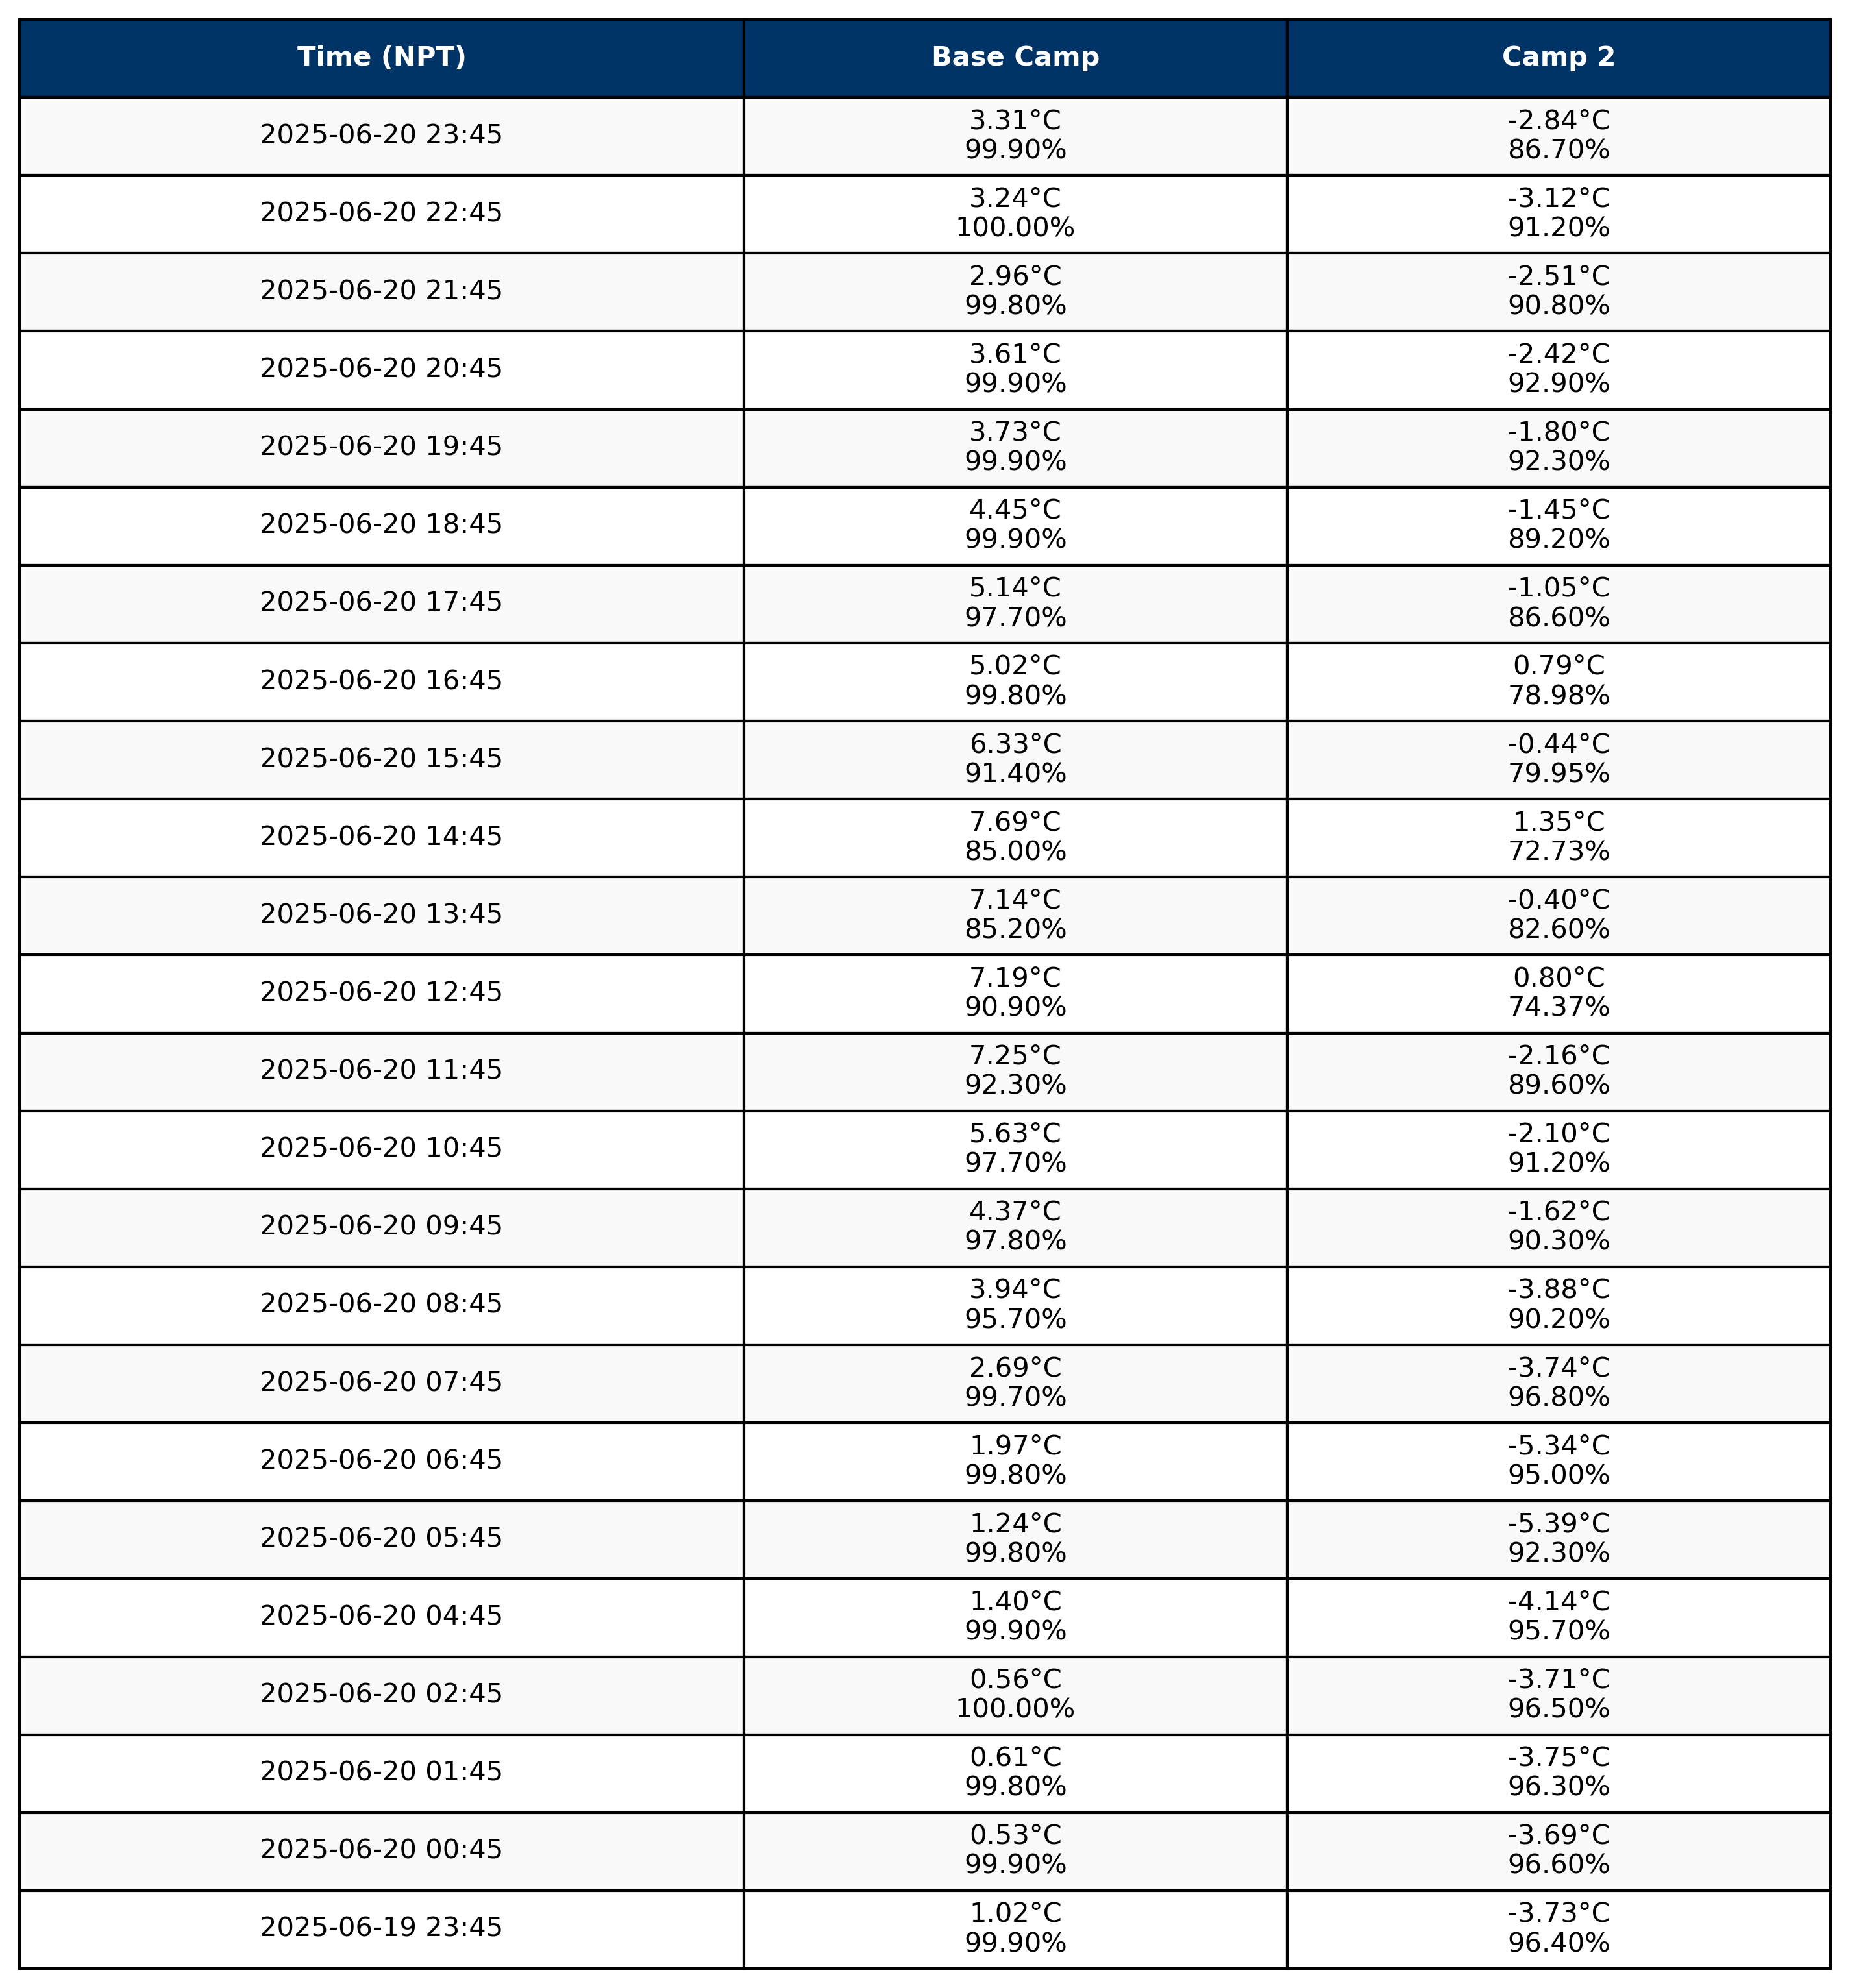 Time (NPT) Base Camp Camp 2
2025-06-20 23:45 3.31°C -2.84°C
99.90% 86.70%
2025-06-20 22:45 3.24°C -3.12°C
100.00% 91.20%
2025-06-20 21:45 2.96°C -2.51°C
99.80% 90.80%
2025-06-20 20:45 3.61°C -2.42°C
99.90% 92.90%
2025-06-20 19:45 3.73°C -1.80°C
99.90% 92.30%
2025-06-20 18:45 4.45°C -1.45°C
99.90% 89.20%
2025-06-20 17:45 5.14°C -1.05°C
97.70% 86.60%
2025-06-20 16:45 5.02°C 0.79°C
99.80% 78.98%
2025-06-20 15:45 6.33°C -0.44°C
91.40% 79.95%
2025-06-20 14:45 7.69°C 1.35°C
85.00% 72.73%
2025-06-20 13:45 7.14°C -0.40°C
85.20% 82.60%
2025-06-20 12:45 7.19°C 0.80°C
90.90% 74.37%
2025-06-20 11:45 7.25°C -2.16°C
92.30% 89.60%
2025-06-20 10:45 5.63°C -2.10°C
97.70% 91.20%
2025-06-20 09:45 4.37°C -1.62°C
97.80% 90.30%
2025-06-20 08:45 3.94°C -3.88°C
95.70% 90.20%
2025-06-20 07:45 2.69°C -3.74°C
99.70% 96.80%
2025-06-20 06:45 1.97°C -5.34°C
99.80% 95.00%
2025-06-20 05:45 1.24°C -5.39°C
99.80% 92.30%
2025-06-20 04:45 1.40°C -4.14°C
99.90% 95.70%
2025-06-20 02:45 0.56°C -3.71°C
100.00% 96.50%
2025-06-20 01:45 0.61°C -3.75°C
99.80% 96.30%
2025-06-20 00:45 0.53°C -3.69°C
99.90% 96.60%
2025-06-19 23:45 1.02°C -3.73°C
99.90% 96.40%